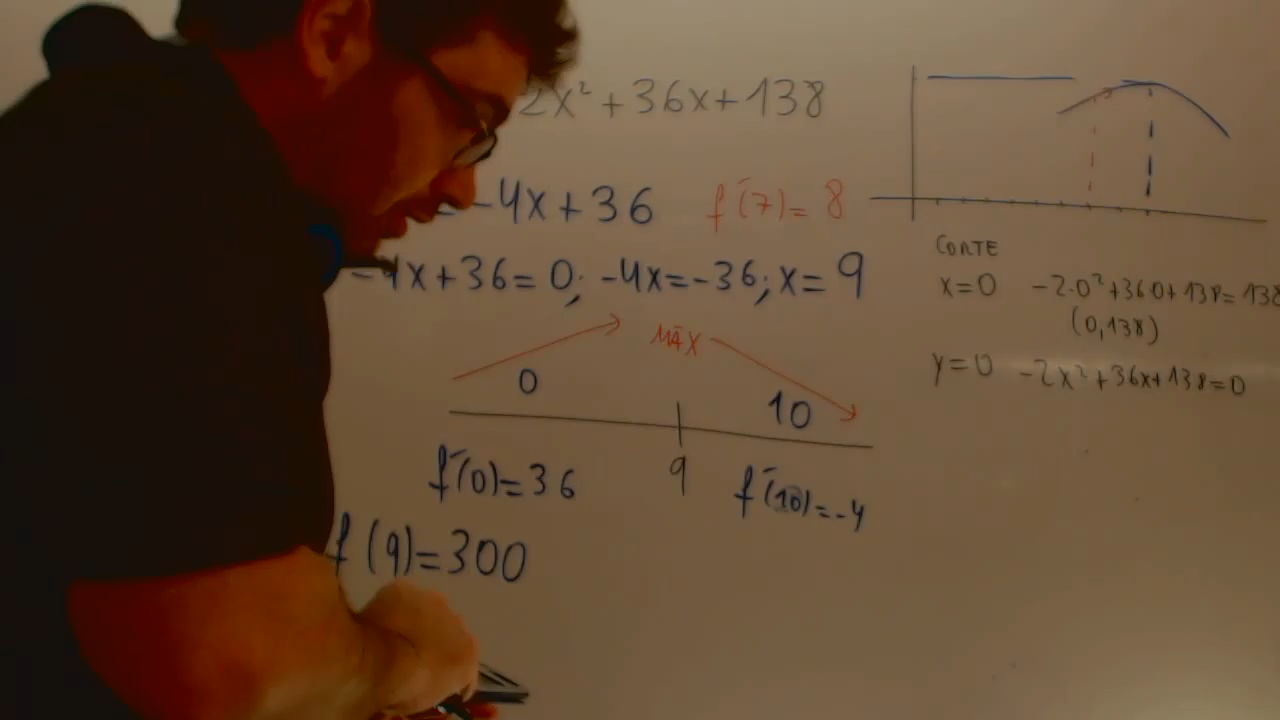 2x² + 36x + 138
= -4x + 36 f´(7) = 8
-4x + 36 = 0; -4x = -36; x = 9
MÁX
0 10
9
f´(0) = 36 f´(10) = -4
f(9) = 300
CORTE
x=0 -2·0² + 36·0 + 138 = 138
(0,138)
y=0 -2x² + 36x + 138 = 0